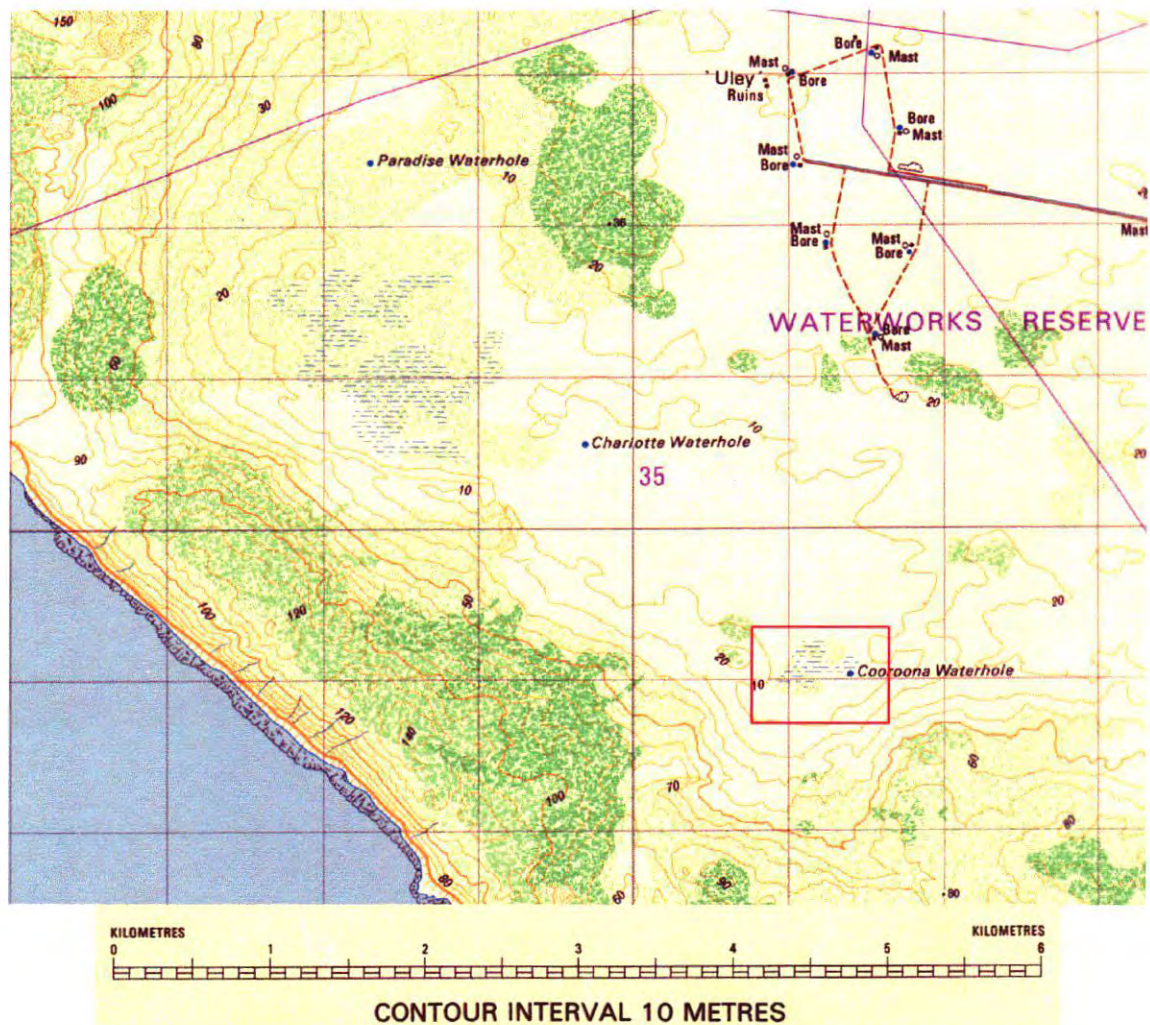 150
80
100
30
Paradise Waterhole
10
20
60
90
36
20
'Uley'
Ruins
Mast
Bore
Bore
Mast
Bore
Mast
Mast
Bore
Mast
Bore
Mast
Bore
Mast
WATERWORKS RESERVE
Bore
Mast
20
10
Charlotte Waterhole
20
35
10
50
100
120
120
140
100
80
60
20
20
10
Cooroona Waterhole
70
60
90
80
80
KILOMETRES
KILOMETRES
0 1 2 3 4 5 6
CONTOUR INTERVAL 10 METRES